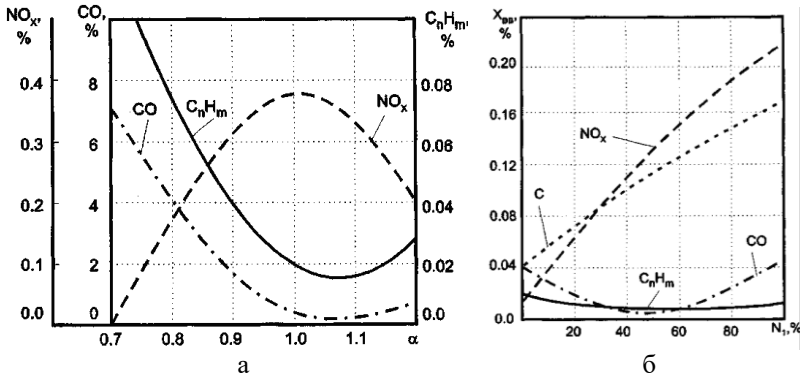 NOₓ, %
CO, %
CₙHₘ, %
0.4
0.3
0.2
0.1
0.0
8
6
4
2
0
0.08
0.06
0.04
0.02
0.0
CO
CₙHₘ
NOₓ
0.7
0.8
0.9
1.0
1.1
α
а
%
0.20
0.16
0.12
0.08
0.04
0.0
NOₓ
C
CO
CₙHₘ
20
40
60
80
N₁, %
б